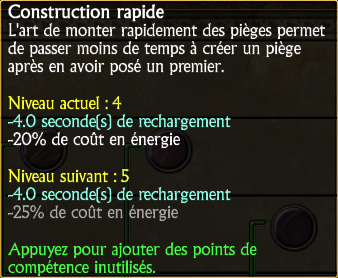 Construction rapide
L'art de monter rapidement des pièges permet
de passer moins de temps à créer un piège
après en avoir posé un premier.
Niveau actuel : 4
-4.0 seconde(s) de rechargement
-20% de coût en énergie
Niveau suivant : 5
-4.0 seconde(s) de rechargement
-25% de coût en énergie
Appuyez pour ajouter des points de
compétence inutilisés.